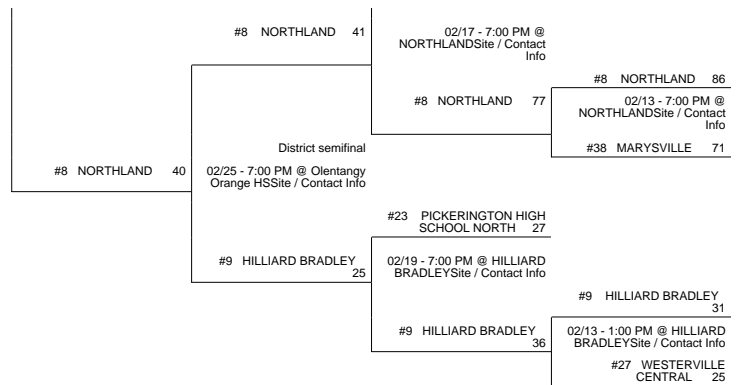 #8 NORTHLAND 41
02/17 - 7:00 PM @
NORTHLANDSite / Contact
Info
#8 NORTHLAND 86
#8 NORTHLAND 77
02/13 - 7:00 PM @
NORTHLANDSite / Contact
Info
District semifinal
#38 MARYSVILLE 71
#8 NORTHLAND 40
02/25 - 7:00 PM @ Olentangy
Orange HSSite / Contact Info
#23 PICKERINGTON HIGH
SCHOOL NORTH 27
#9 HILLIARD BRADLEY
25
02/19 - 7:00 PM @ HILLIARD
BRADLEYSite / Contact Info
#9 HILLIARD BRADLEY
31
#9 HILLIARD BRADLEY
36
02/13 - 1:00 PM @ HILLIARD
BRADLEYSite / Contact Info
#27 WESTERVILLE
CENTRAL 25